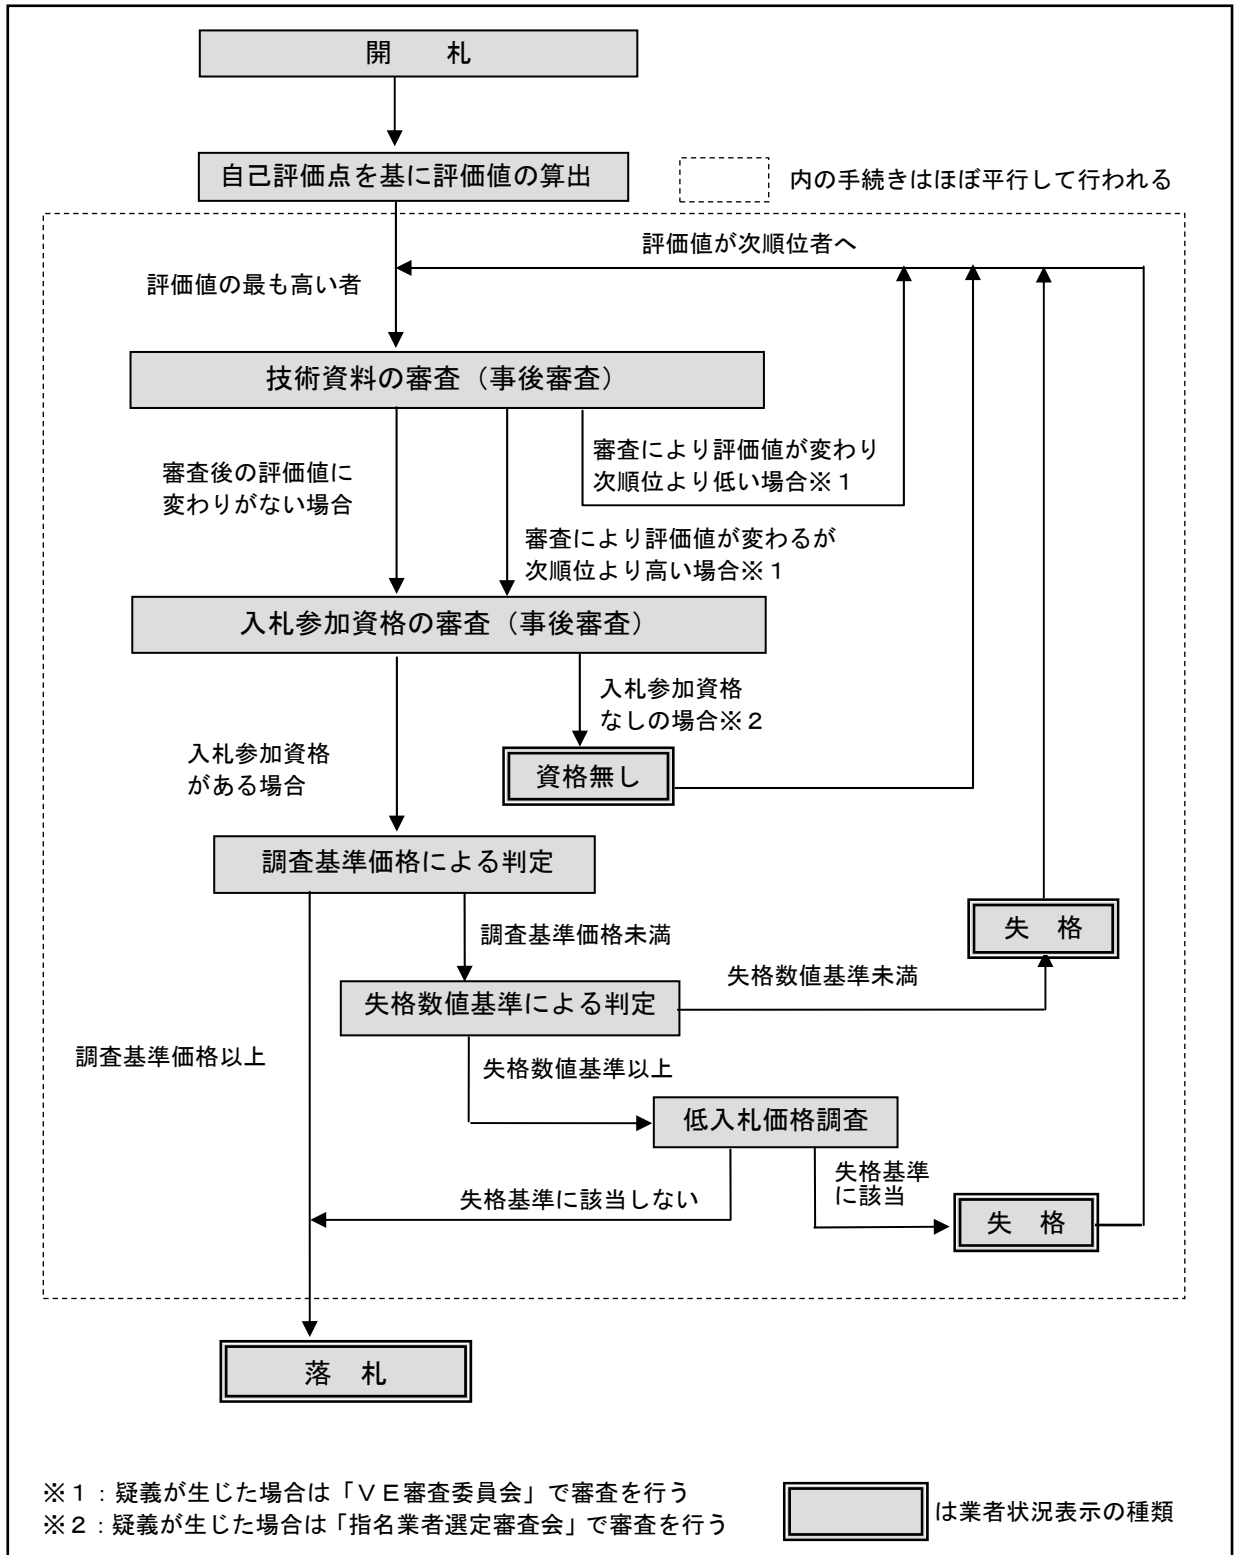 開　　札
自己評価点を基に評価値の算出
内の手続きはほぼ平行して行われる
評価値が次順位者へ
評価値の最も高い者
技術資料の審査（事後審査）
審査後の評価値に
変わりがない場合
審査により評価値が変わり
次順位より低い場合※１
審査により評価値が変わるが
次順位より高い場合※１
入札参加資格の審査（事後審査）
入札参加資格
なしの場合※２
入札参加資格
がある場合
資格無し
調査基準価格による判定
調査基準価格未満
失　格
失格数値基準未満
失格数値基準による判定
調査基準価格以上
失格数値基準以上
低入札価格調査
失格基準
に該当
失格基準に該当しない
失　格
落　札
※１：疑義が生じた場合は「ＶＥ審査委員会」で審査を行う
※２：疑義が生じた場合は「指名業者選定審査会」で審査を行う
は業者状況表示の種類